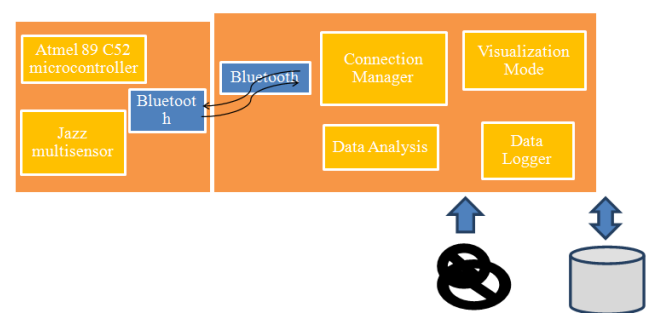 Atmel 89 C52
microcontroller
Jazz
multisensor
Bluetoot
h
Bluetooth
Connection
Manager
Visualization
Mode
Data Analysis
Data
Logger